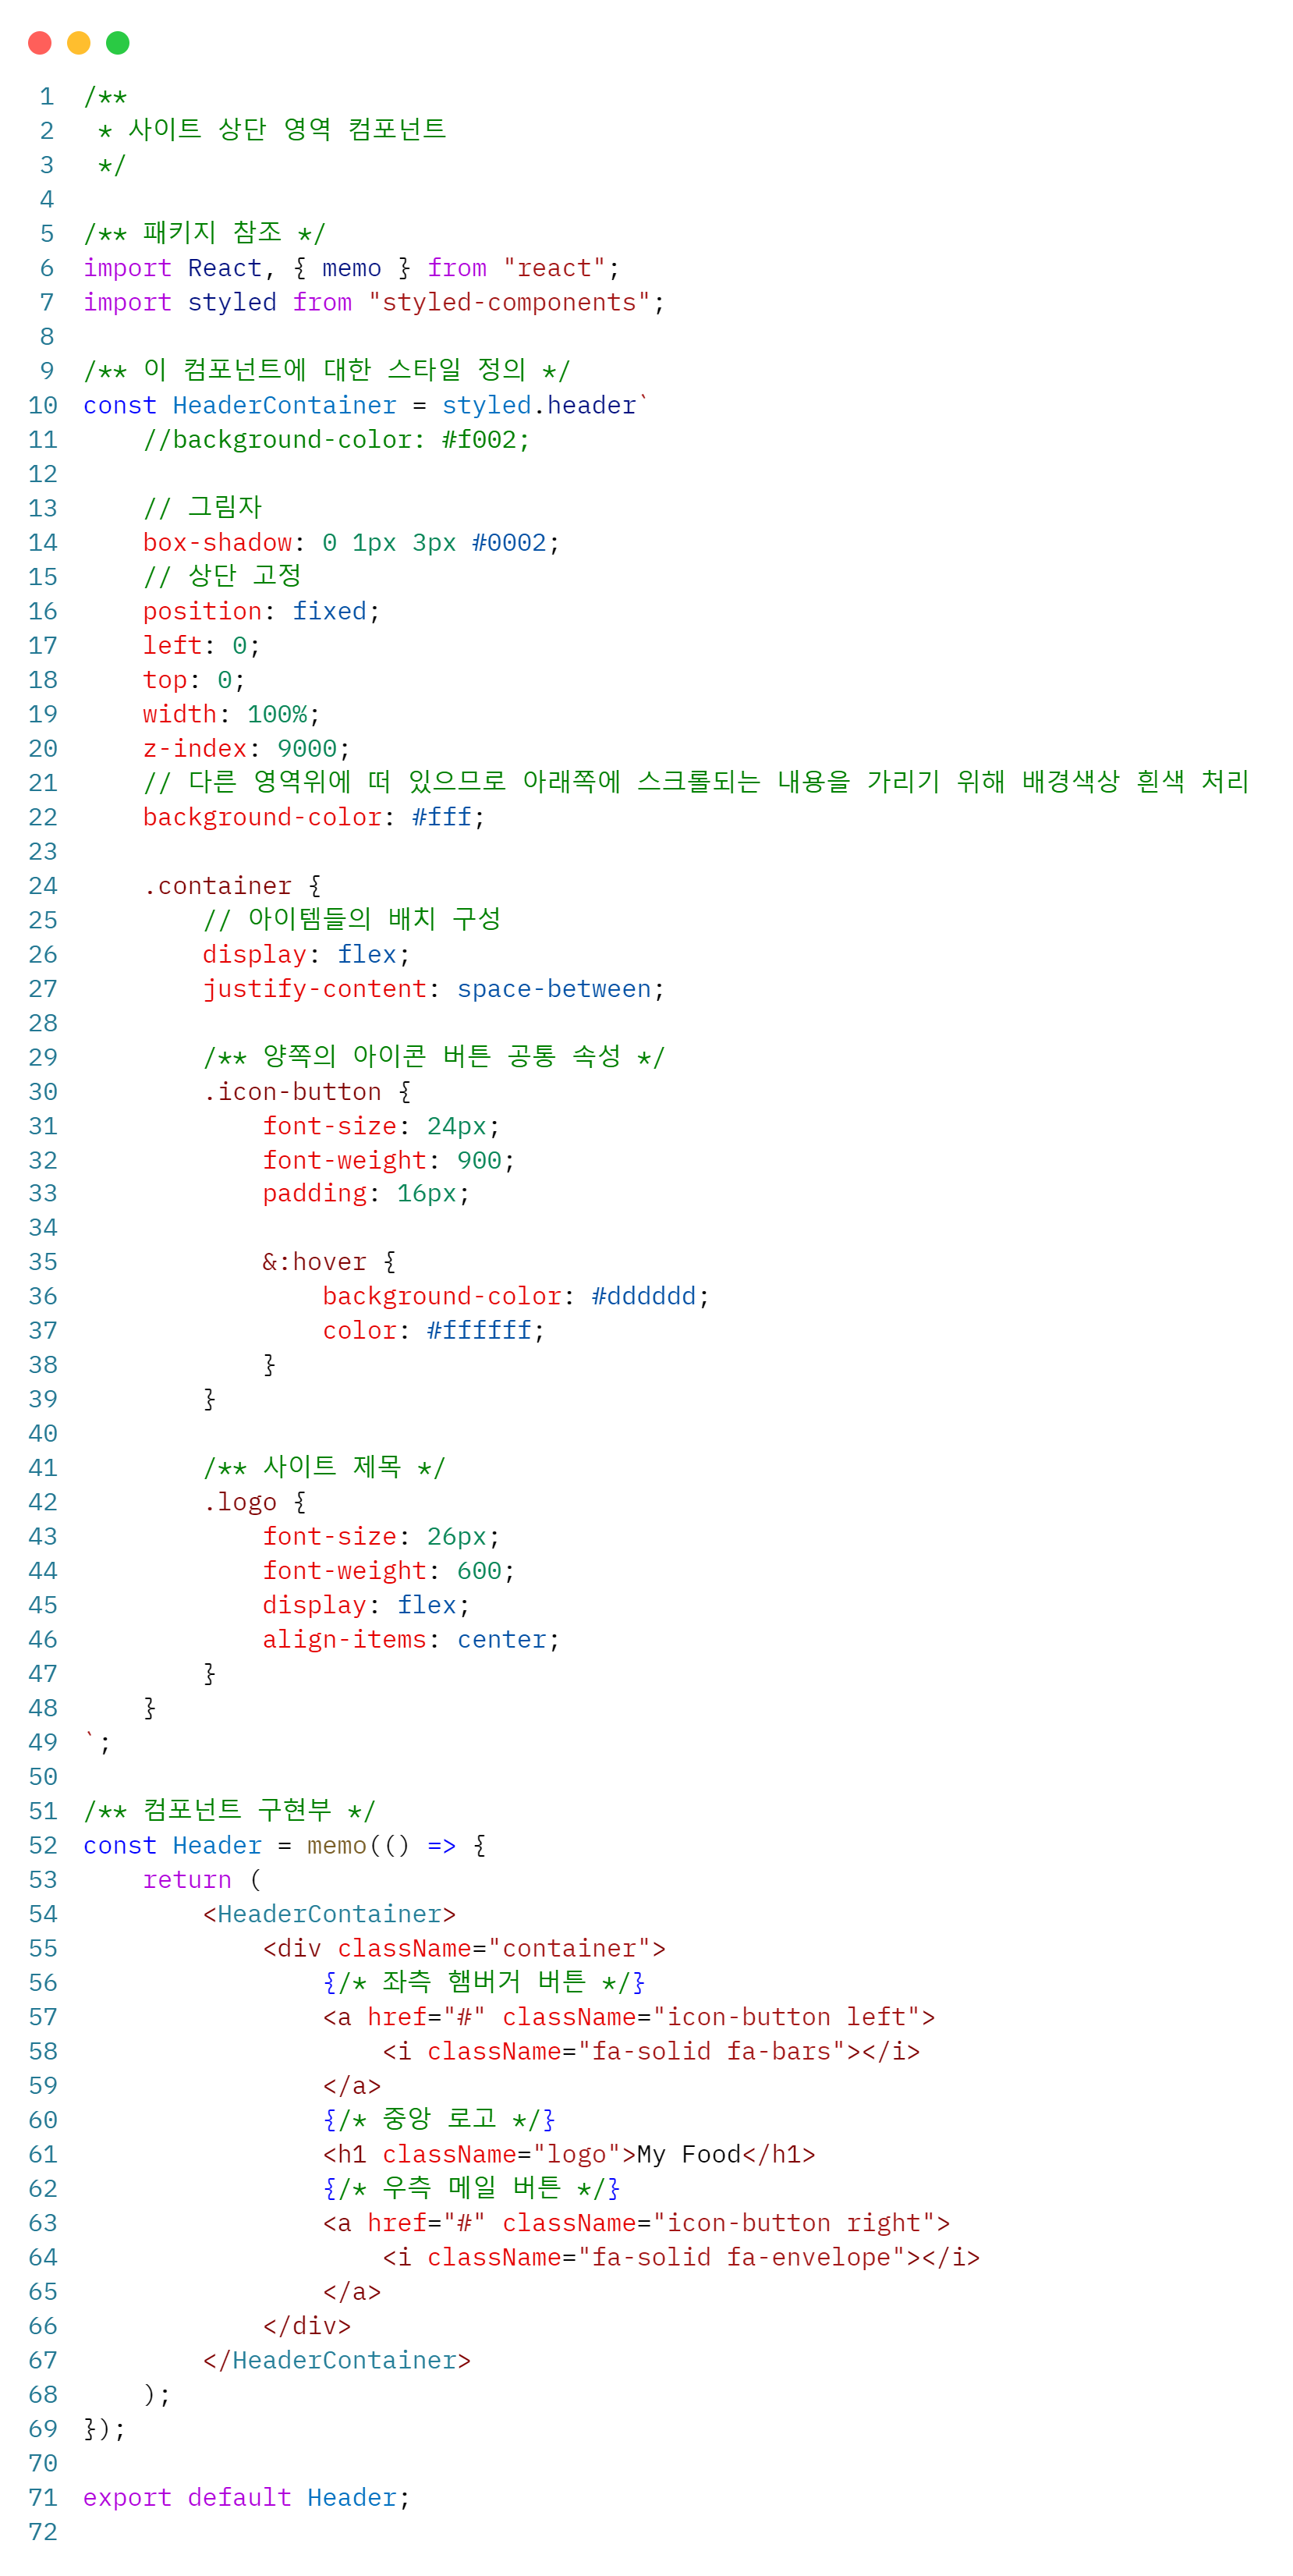 1 /**
2  * 사이트 상단 영역 컴포넌트
3  */
4
5 /** 패키지 참조 */
6 import React, { memo } from "react";
7 import styled from "styled-components";
8
9 /** 이 컴포넌트에 대한 스타일 정의 */
10 const HeaderContainer = styled.header`
11     //background-color: #f002;
12
13     // 그림자
14     box-shadow: 0 1px 3px #0002;
15     // 상단 고정
16     position: fixed;
17     left: 0;
18     top: 0;
19     width: 100%;
20     z-index: 9000;
21     // 다른 영역위에 떠 있으므로 아래쪽에 스크롤되는 내용을 가리기 위해 배경색상 흰색 처리
22     background-color: #fff;
23
24     .container {
25         // 아이템들의 배치 구성
26         display: flex;
27         justify-content: space-between;
28
29         /** 양쪽의 아이콘 버튼 공통 속성 */
30         .icon-button {
31             font-size: 24px;
32             font-weight: 900;
33             padding: 16px;
34
35             &:hover {
36                 background-color: #dddddd;
37                 color: #ffffff;
38             }
39         }
40
41         /** 사이트 제목 */
42         .logo {
43             font-size: 26px;
44             font-weight: 600;
45             display: flex;
46             align-items: center;
47         }
48     }
49 `;
50
51 /** 컴포넌트 구현부 */
52 const Header = memo(() => {
53     return (
54         <HeaderContainer>
55             <div className="container">
56                 {/* 좌측 햄버거 버튼 */}
57                 <a href="#" className="icon-button left">
58                     <i className="fa-solid fa-bars"></i>
59                 </a>
60                 {/* 중앙 로고 */}
61                 <h1 className="logo">My Food</h1>
62                 {/* 우측 메일 버튼 */}
63                 <a href="#" className="icon-button right">
64                     <i className="fa-solid fa-envelope"></i>
65                 </a>
66             </div>
67         </HeaderContainer>
68     );
69 });
70
71 export default Header;
72